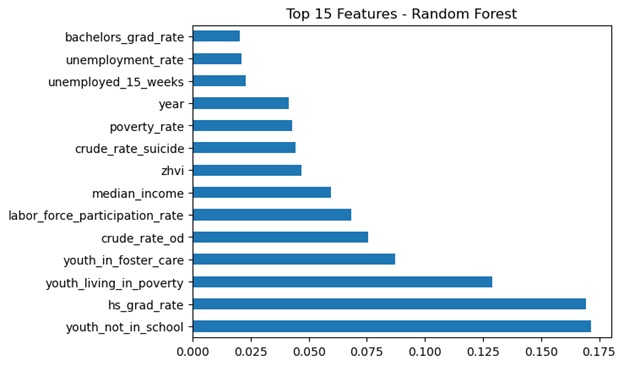 Top 15 Features - Random Forest
bachelors_grad_rate
unemployment_rate
unemployed_15_weeks
year
poverty_rate
crude_rate_suicide
zhvi
median_income
labor_force_participation_rate
crude_rate_od
youth_in_foster_care
youth_living_in_poverty
hs_grad_rate
youth_not_in_school
0.000 0.025 0.050 0.075 0.100 0.125 0.150 0.175